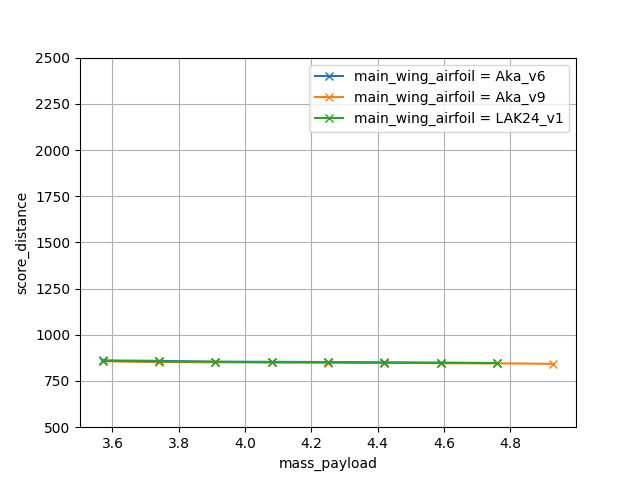 2500
2250
2000
1750
1500
1250
1000
750
500
score_distance
main_wing_airfoil = Aka_v6
main_wing_airfoil = Aka_v9
main_wing_airfoil = LAK24_v1
3.6 3.8 4.0 4.2 4.4 4.6 4.8
mass_payload